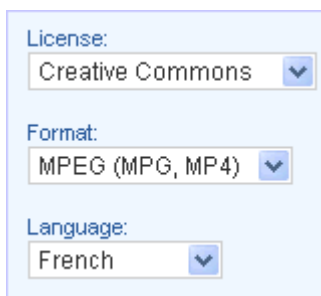 License:
Creative Commons
Format:
MPEG (MPG, MP4)
Language:
French